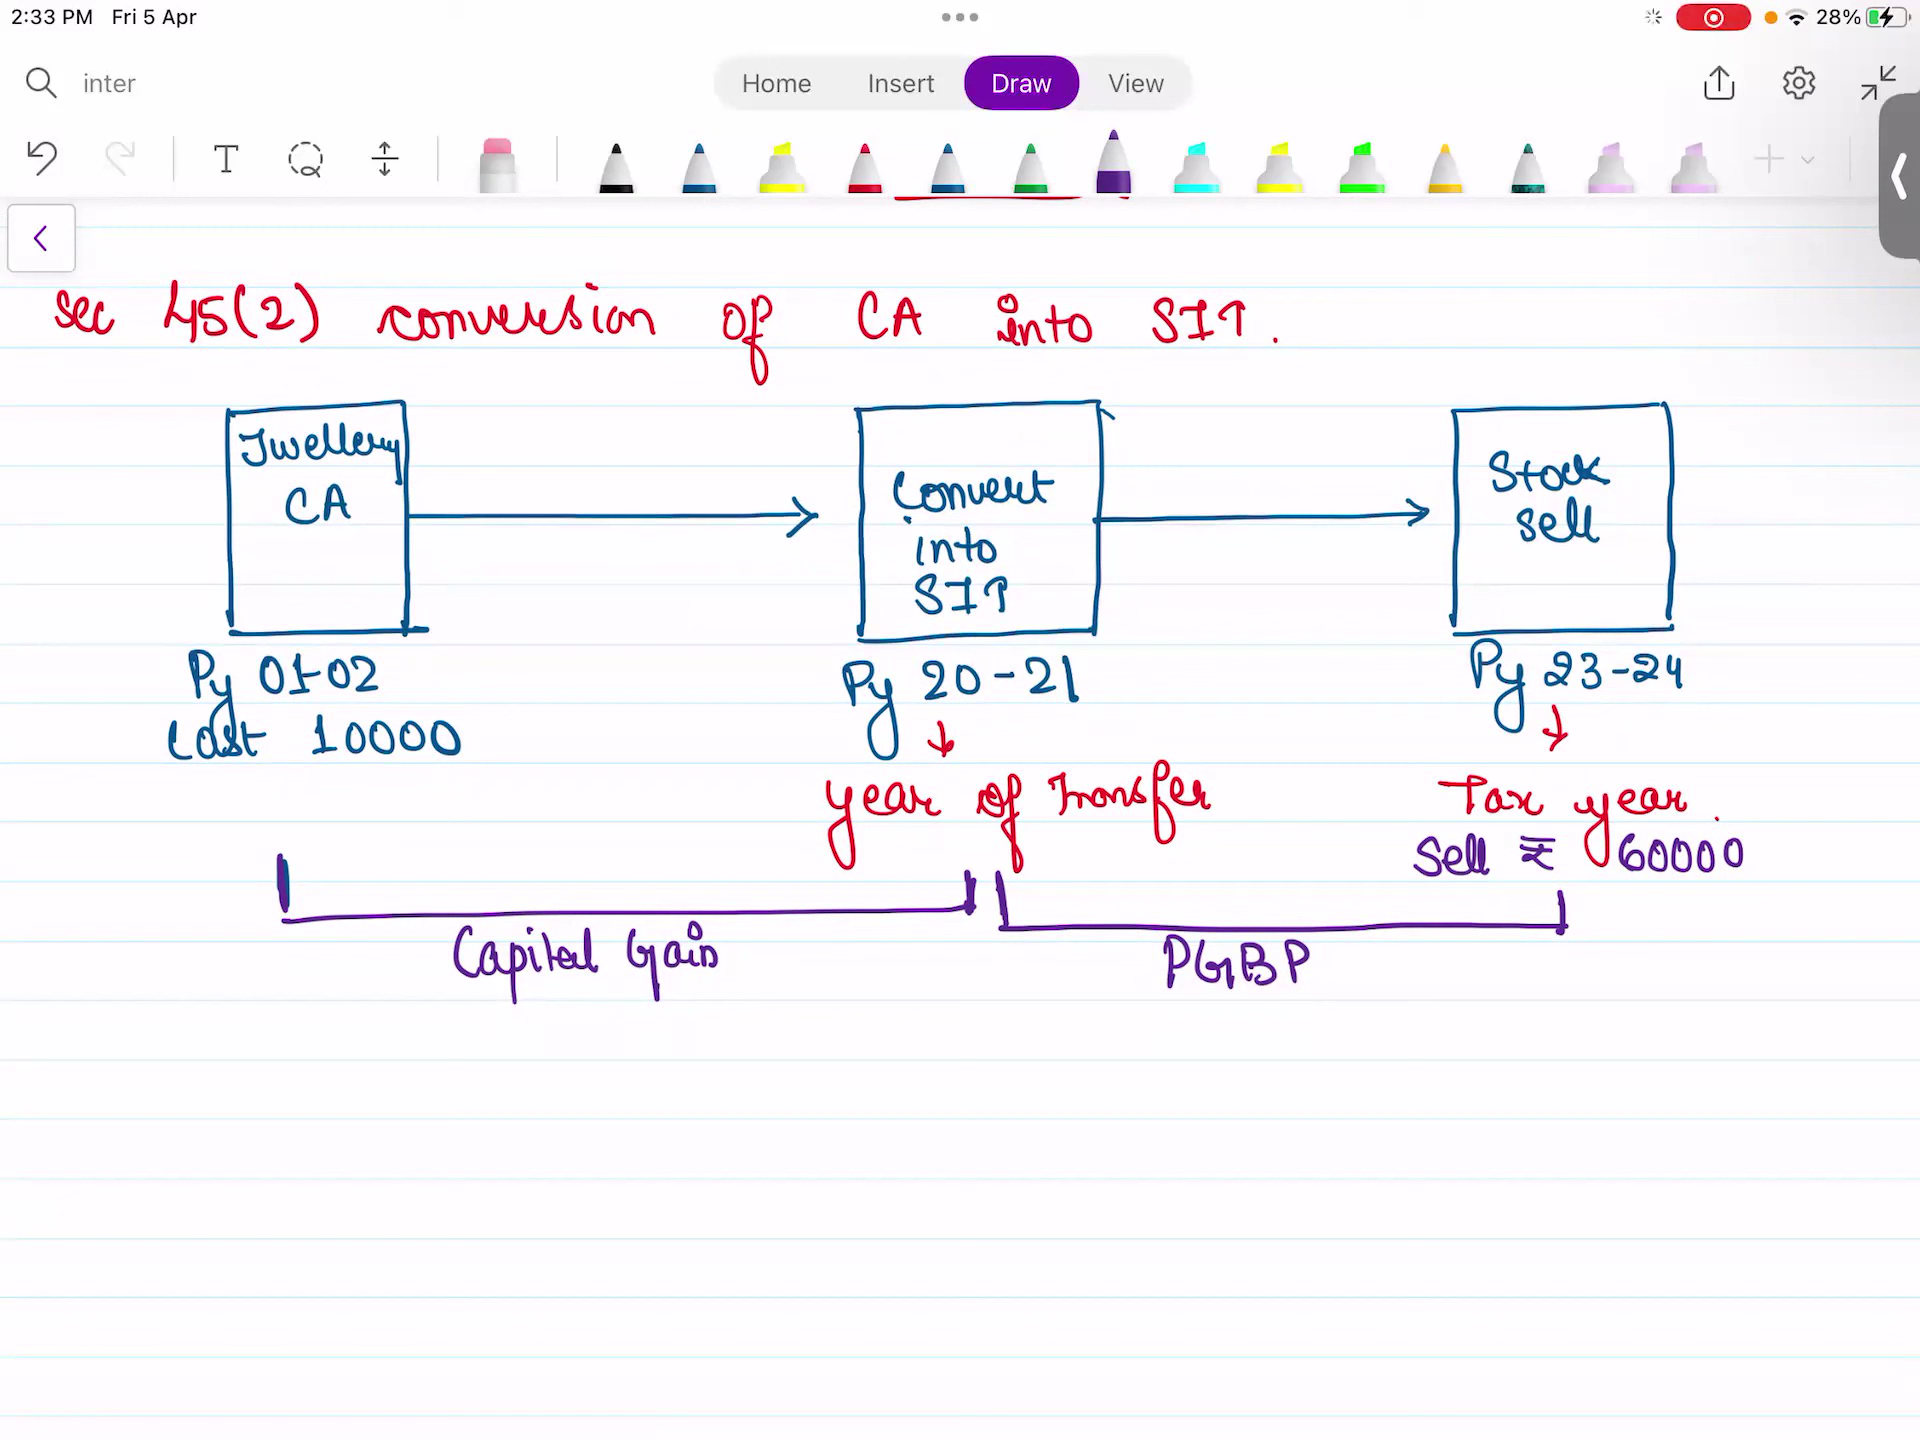 2:33 PM Fri 5 Apr
28%
inter
Home Insert Draw View
T
Sec 45(2) conversion of CA into SIT.
Jwellery
CA
Convert
into
SIT
Stock
Sell
Py 01-02
Cost 10000
Py 20-21
Py 23-24
year of Transfer
Tax year.
Sell ₹ 60000
Capital Gain
PGBP